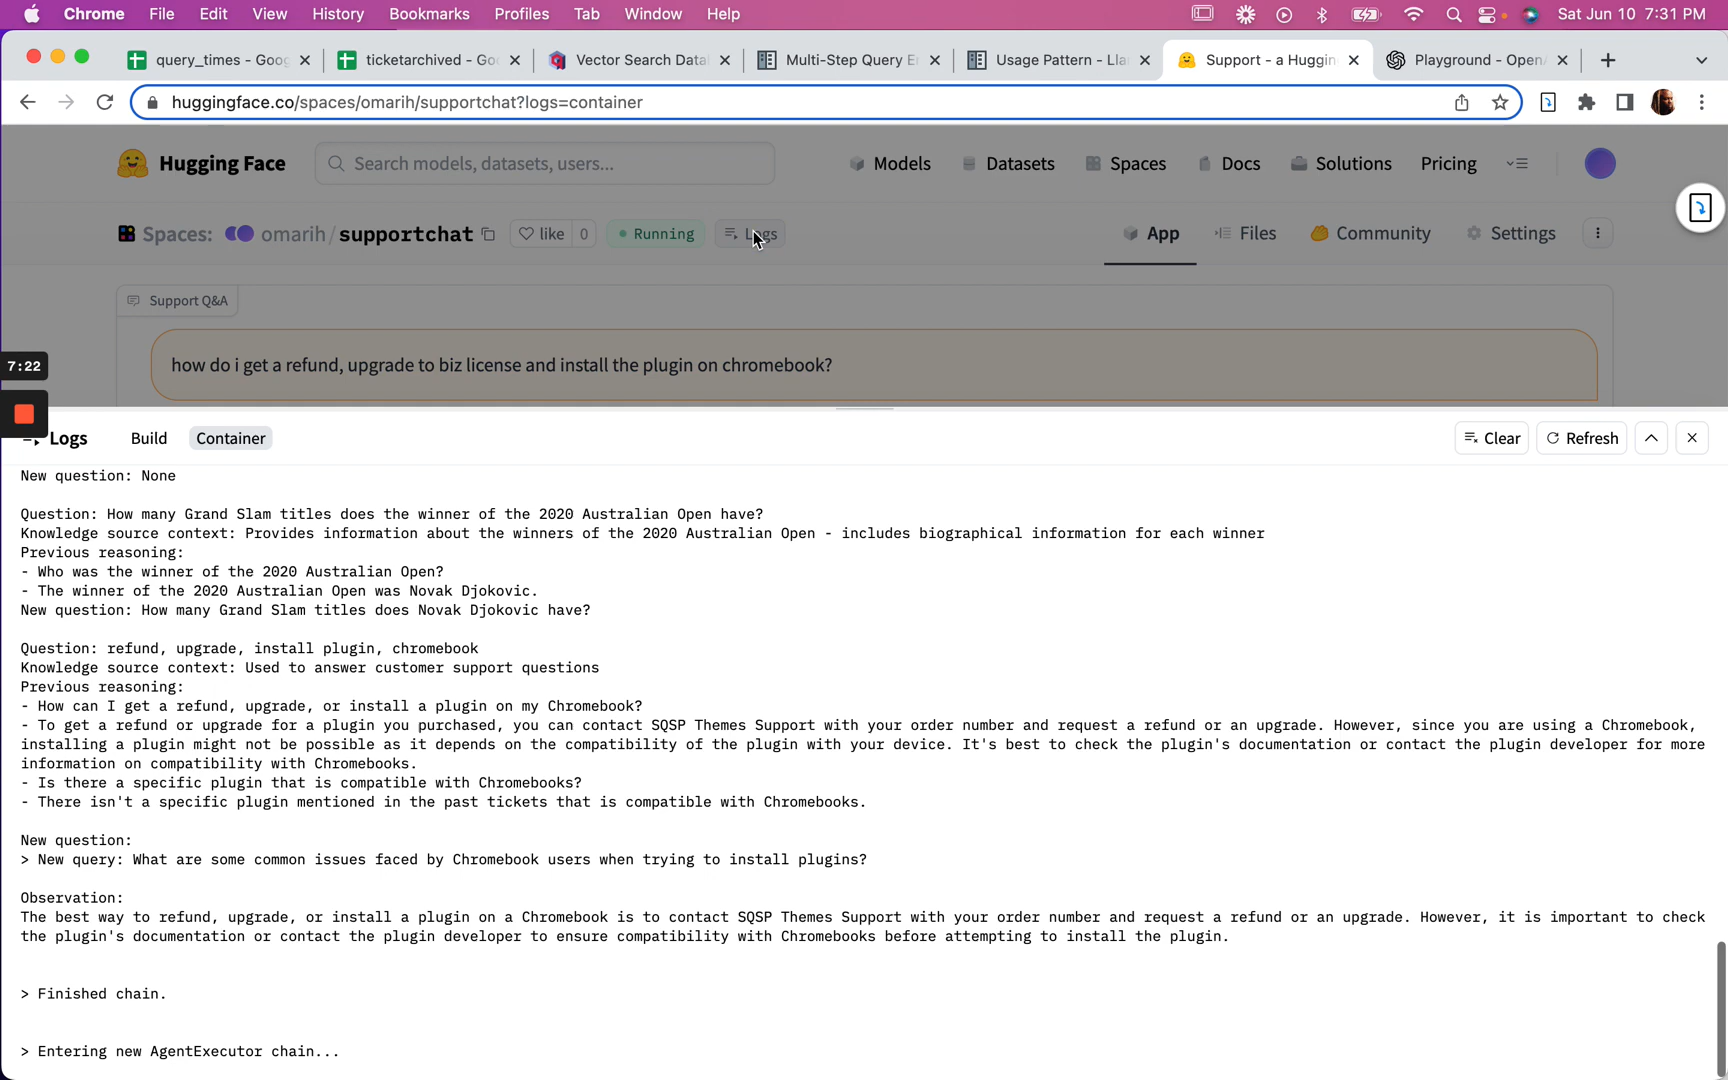 Chrome File Edit View History Bookmarks Profiles Tab Window Help Sat Jun 10 7:31 PM
query_times - Goog ticketarchived - Goo Vector Search Datal Multi-Step Query E Usage Pattern - Lla Support - a Huggin Playground - OpenA
huggingface.co/spaces/omarih/supportchat?logs=container
Hugging Face Search models, datasets, users... Models Datasets Spaces Docs Solutions Pricing
Spaces: omarih/supportchat like 0 Running Logs App Files Community Settings
Support Q&A
how do i get a refund, upgrade to biz license and install the plugin on chromebook?
7:22
Logs Build Container Clear Refresh
New question: None
Question: How many Grand Slam titles does the winner of the 2020 Australian Open have?
Knowledge source context: Provides information about the winners of the 2020 Australian Open - includes biographical information for each winner
Previous reasoning:
- Who was the winner of the 2020 Australian Open?
- The winner of the 2020 Australian Open was Novak Djokovic.
New question: How many Grand Slam titles does Novak Djokovic have?
Question: refund, upgrade, install plugin, chromebook
Knowledge source context: Used to answer customer support questions
Previous reasoning:
- How can I get a refund, upgrade, or install a plugin on my Chromebook?
- To get a refund or upgrade for a plugin you purchased, you can contact SQSP Themes Support with your order number and request a refund or an upgrade. However, since you are using a Chromebook,
installing a plugin might not be possible as it depends on the compatibility of the plugin with your device. It's best to check the plugin's documentation or contact the plugin developer for more
information on compatibility with Chromebooks.
- Is there a specific plugin that is compatible with Chromebooks?
- There isn't a specific plugin mentioned in the past tickets that is compatible with Chromebooks.
New question:
> New query: What are some common issues faced by Chromebook users when trying to install plugins?
Observation:
The best way to refund, upgrade, or install a plugin on a Chromebook is to contact SQSP Themes Support with your order number and request a refund or an upgrade. However, it is important to check
the plugin's documentation or contact the plugin developer to ensure compatibility with Chromebooks before attempting to install the plugin.
> Finished chain.
> Entering new AgentExecutor chain...